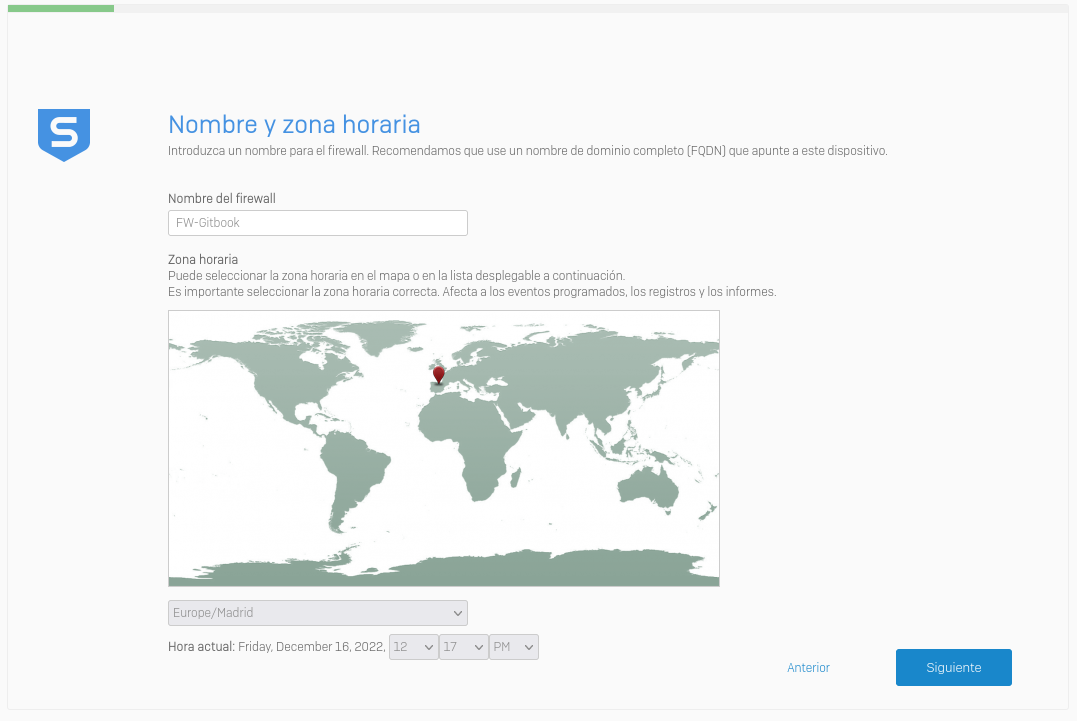 S
Nombre y zona horaria
Introduzca un nombre para el firewall. Recomendamos que use un nombre de dominio completo (FQDN) que apunte a este dispositivo.
Nombre del firewall
FW-Gitbook
Zona horaria
Puede seleccionar la zona horaria en el mapa o en la lista desplegable a continuación.
Es importante seleccionar la zona horaria correcta. Afecta a los eventos programados, los registros y los informes.
Europe/Madrid
Hora actual: Friday, December 16, 2022, 12 17 PM
Anterior Siguiente